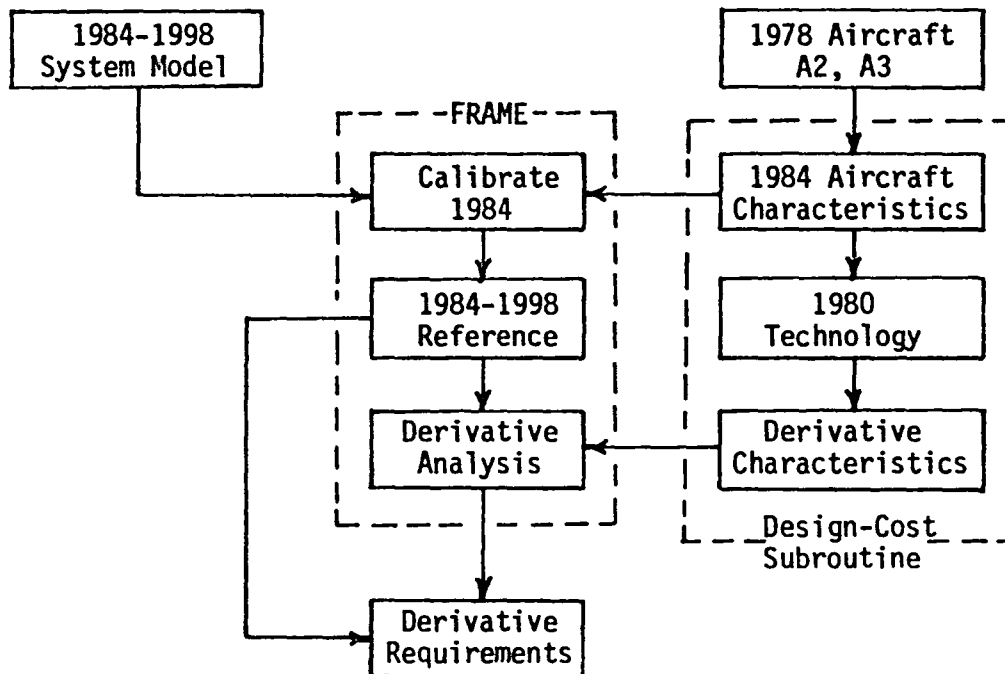 1984-1998
System Model
1978 Aircraft
A2, A3
FRAME
Calibrate
1984
1984 Aircraft
Characteristics
1984-1998
Reference
1980
Technology
Derivative
Analysis
Derivative
Characteristics
Design-Cost
Subroutine
Derivative
Requirements